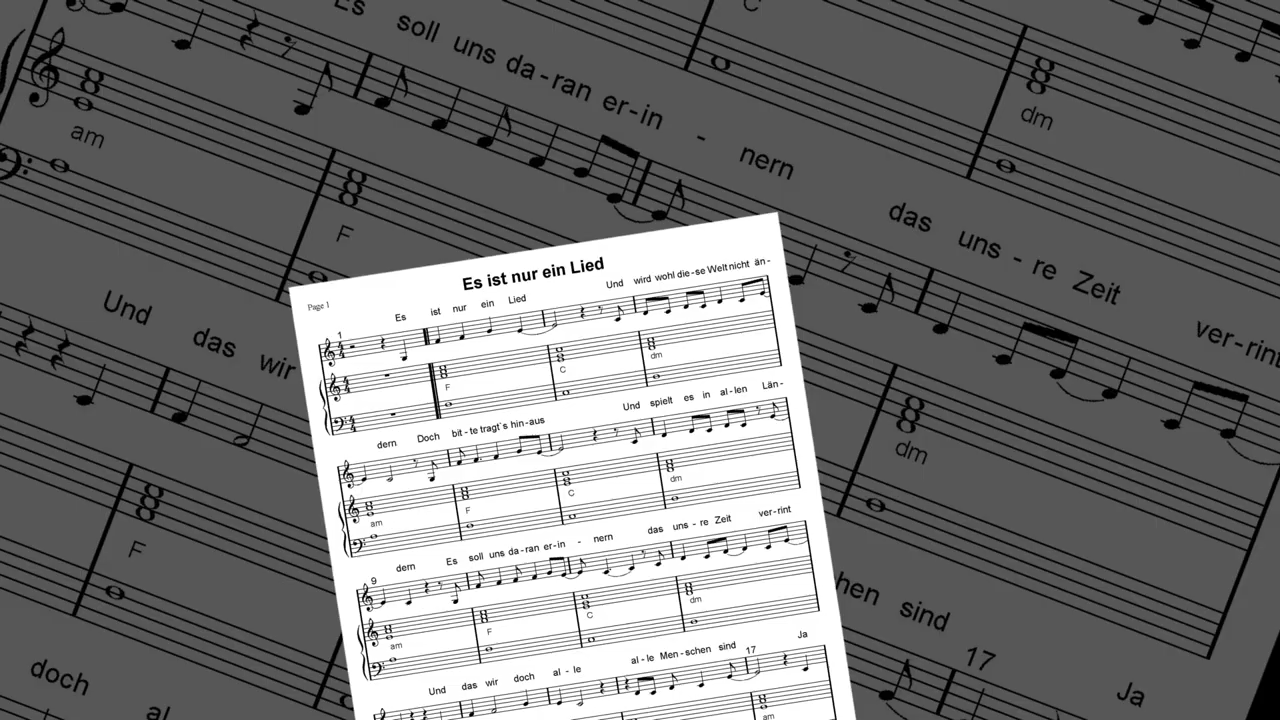 Es ist nur ein Lied
Page 1
Es ist nur ein Lied Und wird wohl die-se Welt nicht än-
1
F C dm
dern Doch bit-te tragt's hin-aus Und spielt es in al-len Län-
am F C dm
dern Es soll uns da-ran er-in - nern das uns-re Zeit ver-rint
9
am F C dm
Und das wir doch al-le al-le Men-schen sind Ja
17
am
Es soll uns da-ran er-in - nern das uns-re Zeit ver-rint
C
dm
am
F
Und das wir
dm
F
hen sind
17
Ja
doch al